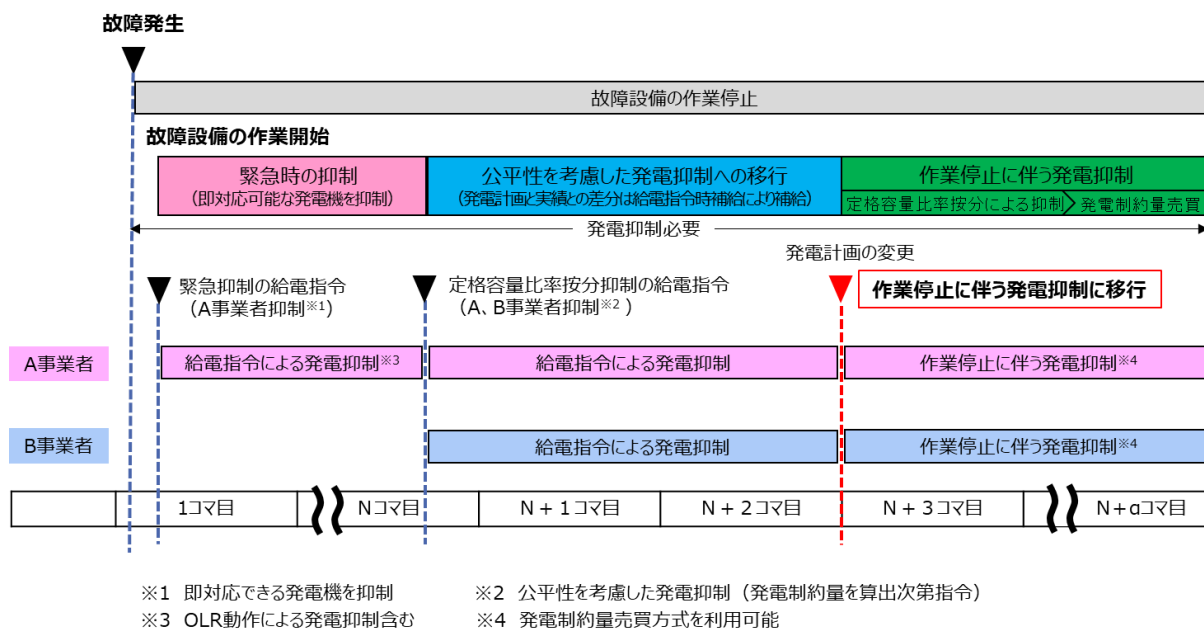 故障発生
故障設備の作業停止
故障設備の作業開始
緊急時の抑制
(即対応可能な発電機を抑制)
公平性を考慮した発電抑制への移行
(発電計画と実績との差分は給電指令時補給により補給)
作業停止に伴う発電抑制
定格容量比率按分による抑制
発電制約量売買
発電抑制必要
発電計画の変更
緊急抑制の給電指令
(A事業者抑制※1)
定格容量比率按分抑制の給電指令
(A、B事業者抑制※2 )
作業停止に伴う発電抑制に移行
A事業者
給電指令による発電抑制※3
給電指令による発電抑制
作業停止に伴う発電抑制※4
B事業者
給電指令による発電抑制
作業停止に伴う発電抑制※4
1コマ目
Nコマ目
N + 1コマ目
N + 2コマ目
N + 3コマ目
N+αコマ目
※1 即対応できる発電機を抑制
※2 公平性を考慮した発電抑制（発電制約量を算出次第指令）
※3 OLR動作による発電抑制含む
※4 発電制約量売買方式を利用可能